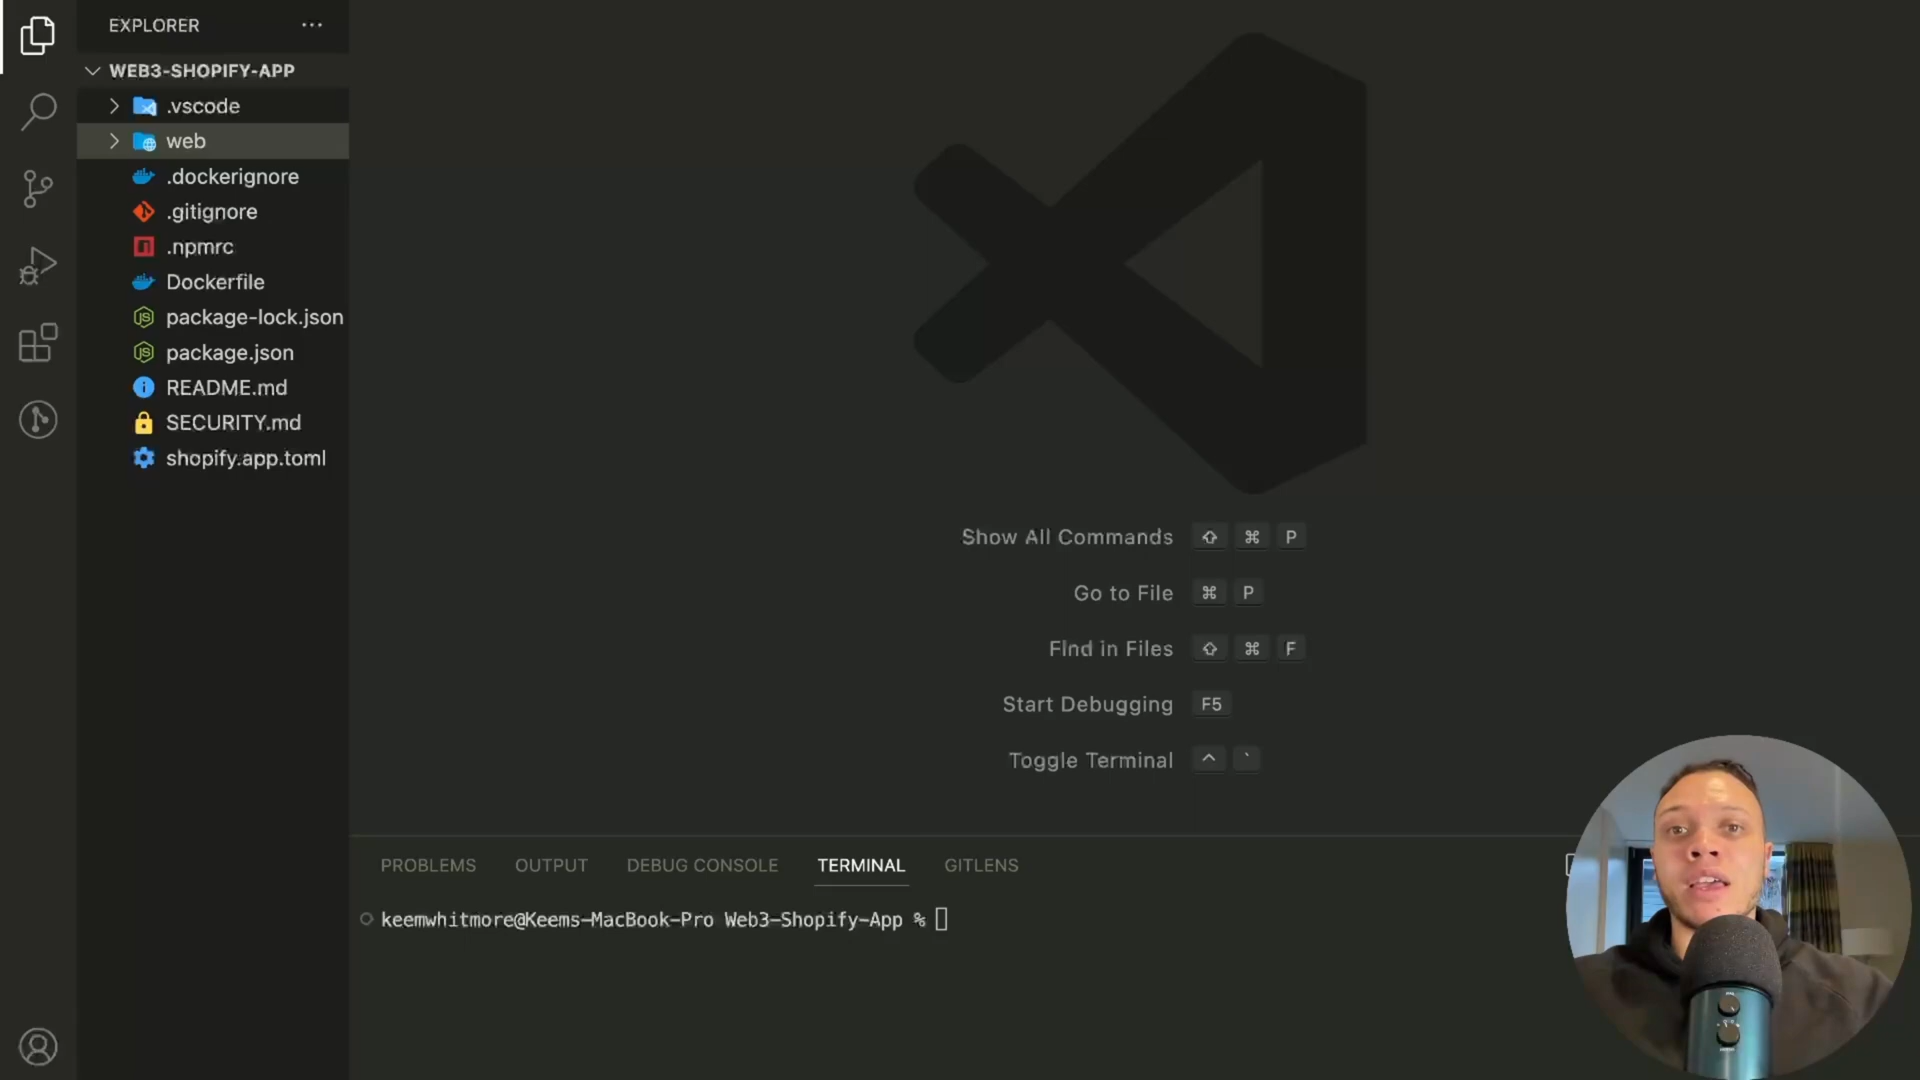 EXPLORER
WEB3-SHOPIFY-APP
.vscode
web
.dockerignore
.gitignore
.npmrc
Dockerfile
package-lock.json
package.json
README.md
SECURITY.md
shopify.app.toml
Show All Commands ⇧ ⌘ P
Go to File ⌘ P
Find in Files ⇧ ⌘ F
Start Debugging F5
Toggle Terminal ^ `
PROBLEMS OUTPUT DEBUG CONSOLE TERMINAL GITLENS
keemwhitmore@Keems-MacBook-Pro Web3-Shopify-App %